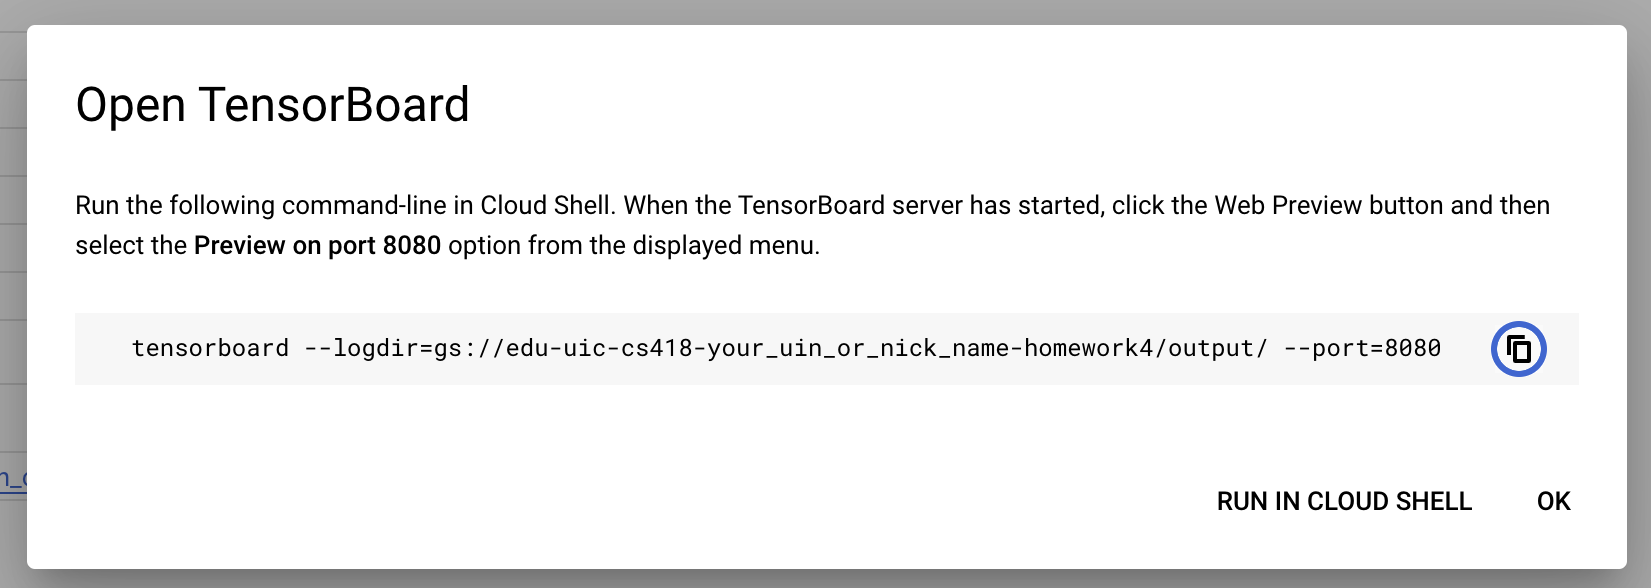 Open TensorBoard
Run the following command-line in Cloud Shell. When the TensorBoard server has started, click the Web Preview button and then
select the Preview on port 8080 option from the displayed menu.
tensorboard --logdir=gs://edu-uic-cs418-your_uin_or_nick_name-homework4/output/ --port=8080
RUN IN CLOUD SHELL OK